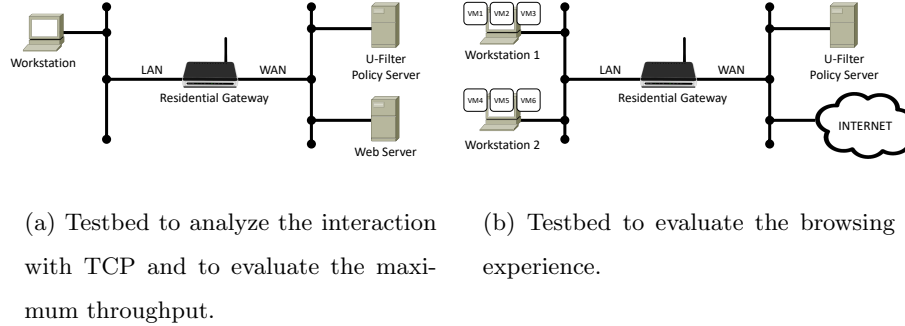 Workstation
LAN
WAN
Residential Gateway
U-Filter
Policy Server
Web Server
VM1 VM2 VM3
Workstation 1
VM4 VM5 VM6
Workstation 2
LAN
WAN
Residential Gateway
U-Filter
Policy Server
INTERNET
(a) Testbed to analyze the interaction
with TCP and to evaluate the maxi-
mum throughput.
(b) Testbed to evaluate the browsing
experience.